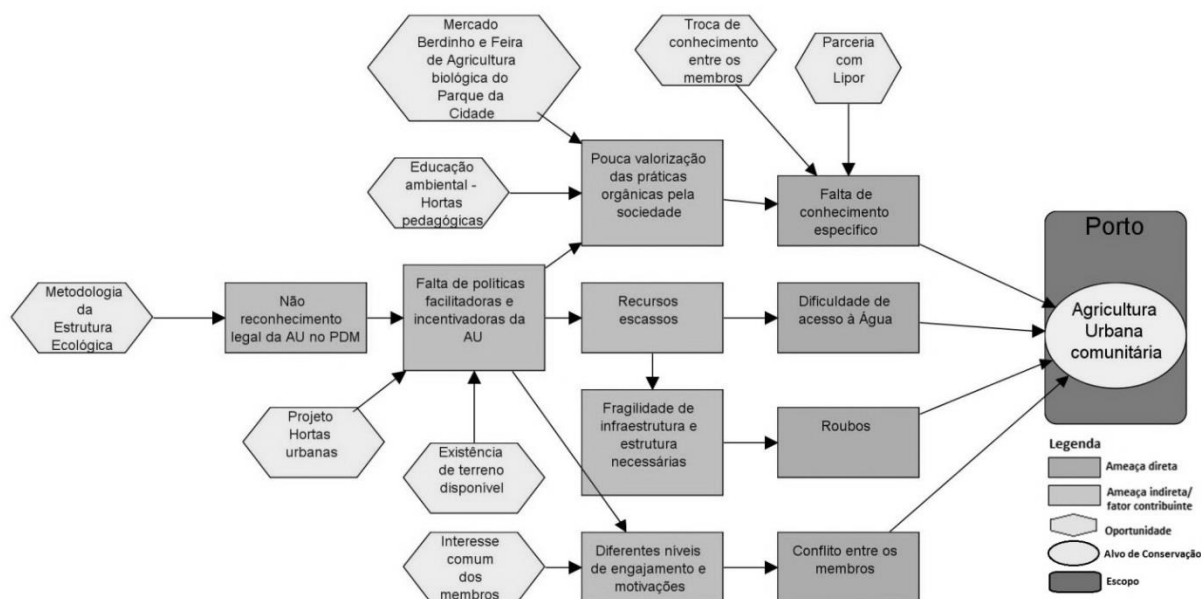 Mercado
Berdinho e Feira
de Agricultura
biológica do
Parque da
Cidade
Troca de
conhecimento
entre os
membros
Parceria
com
Lipor
Educação
ambiental -
Hortas
pedagógicas
Pouca valorização
das práticas
orgânicas pela
sociedade
Falta de
conhecimento
específico
Porto
Metodologia
da
Estrutura
Ecológica
Não
reconhecimento
legal da AU no PDM
Falta de políticas
facilitadoras e
incentivadoras da
AU
Recursos
escassos
Dificuldade de
acesso à Água
Agricultura
Urbana
comunitária
Projeto
Hortas
urbanas
Existência
de terreno
disponível
Fragilidade de
infraestrutura e
estrutura
necessárias
Roubos
Interesse
comum
dos
membros
Diferentes níveis
de engajamento e
motivações
Conflito entre os
membros
Legenda
Ameaça direta
Ameaça indireta/
fator contribuinte
Oportunidade
Alvo de Conservação
Escopo